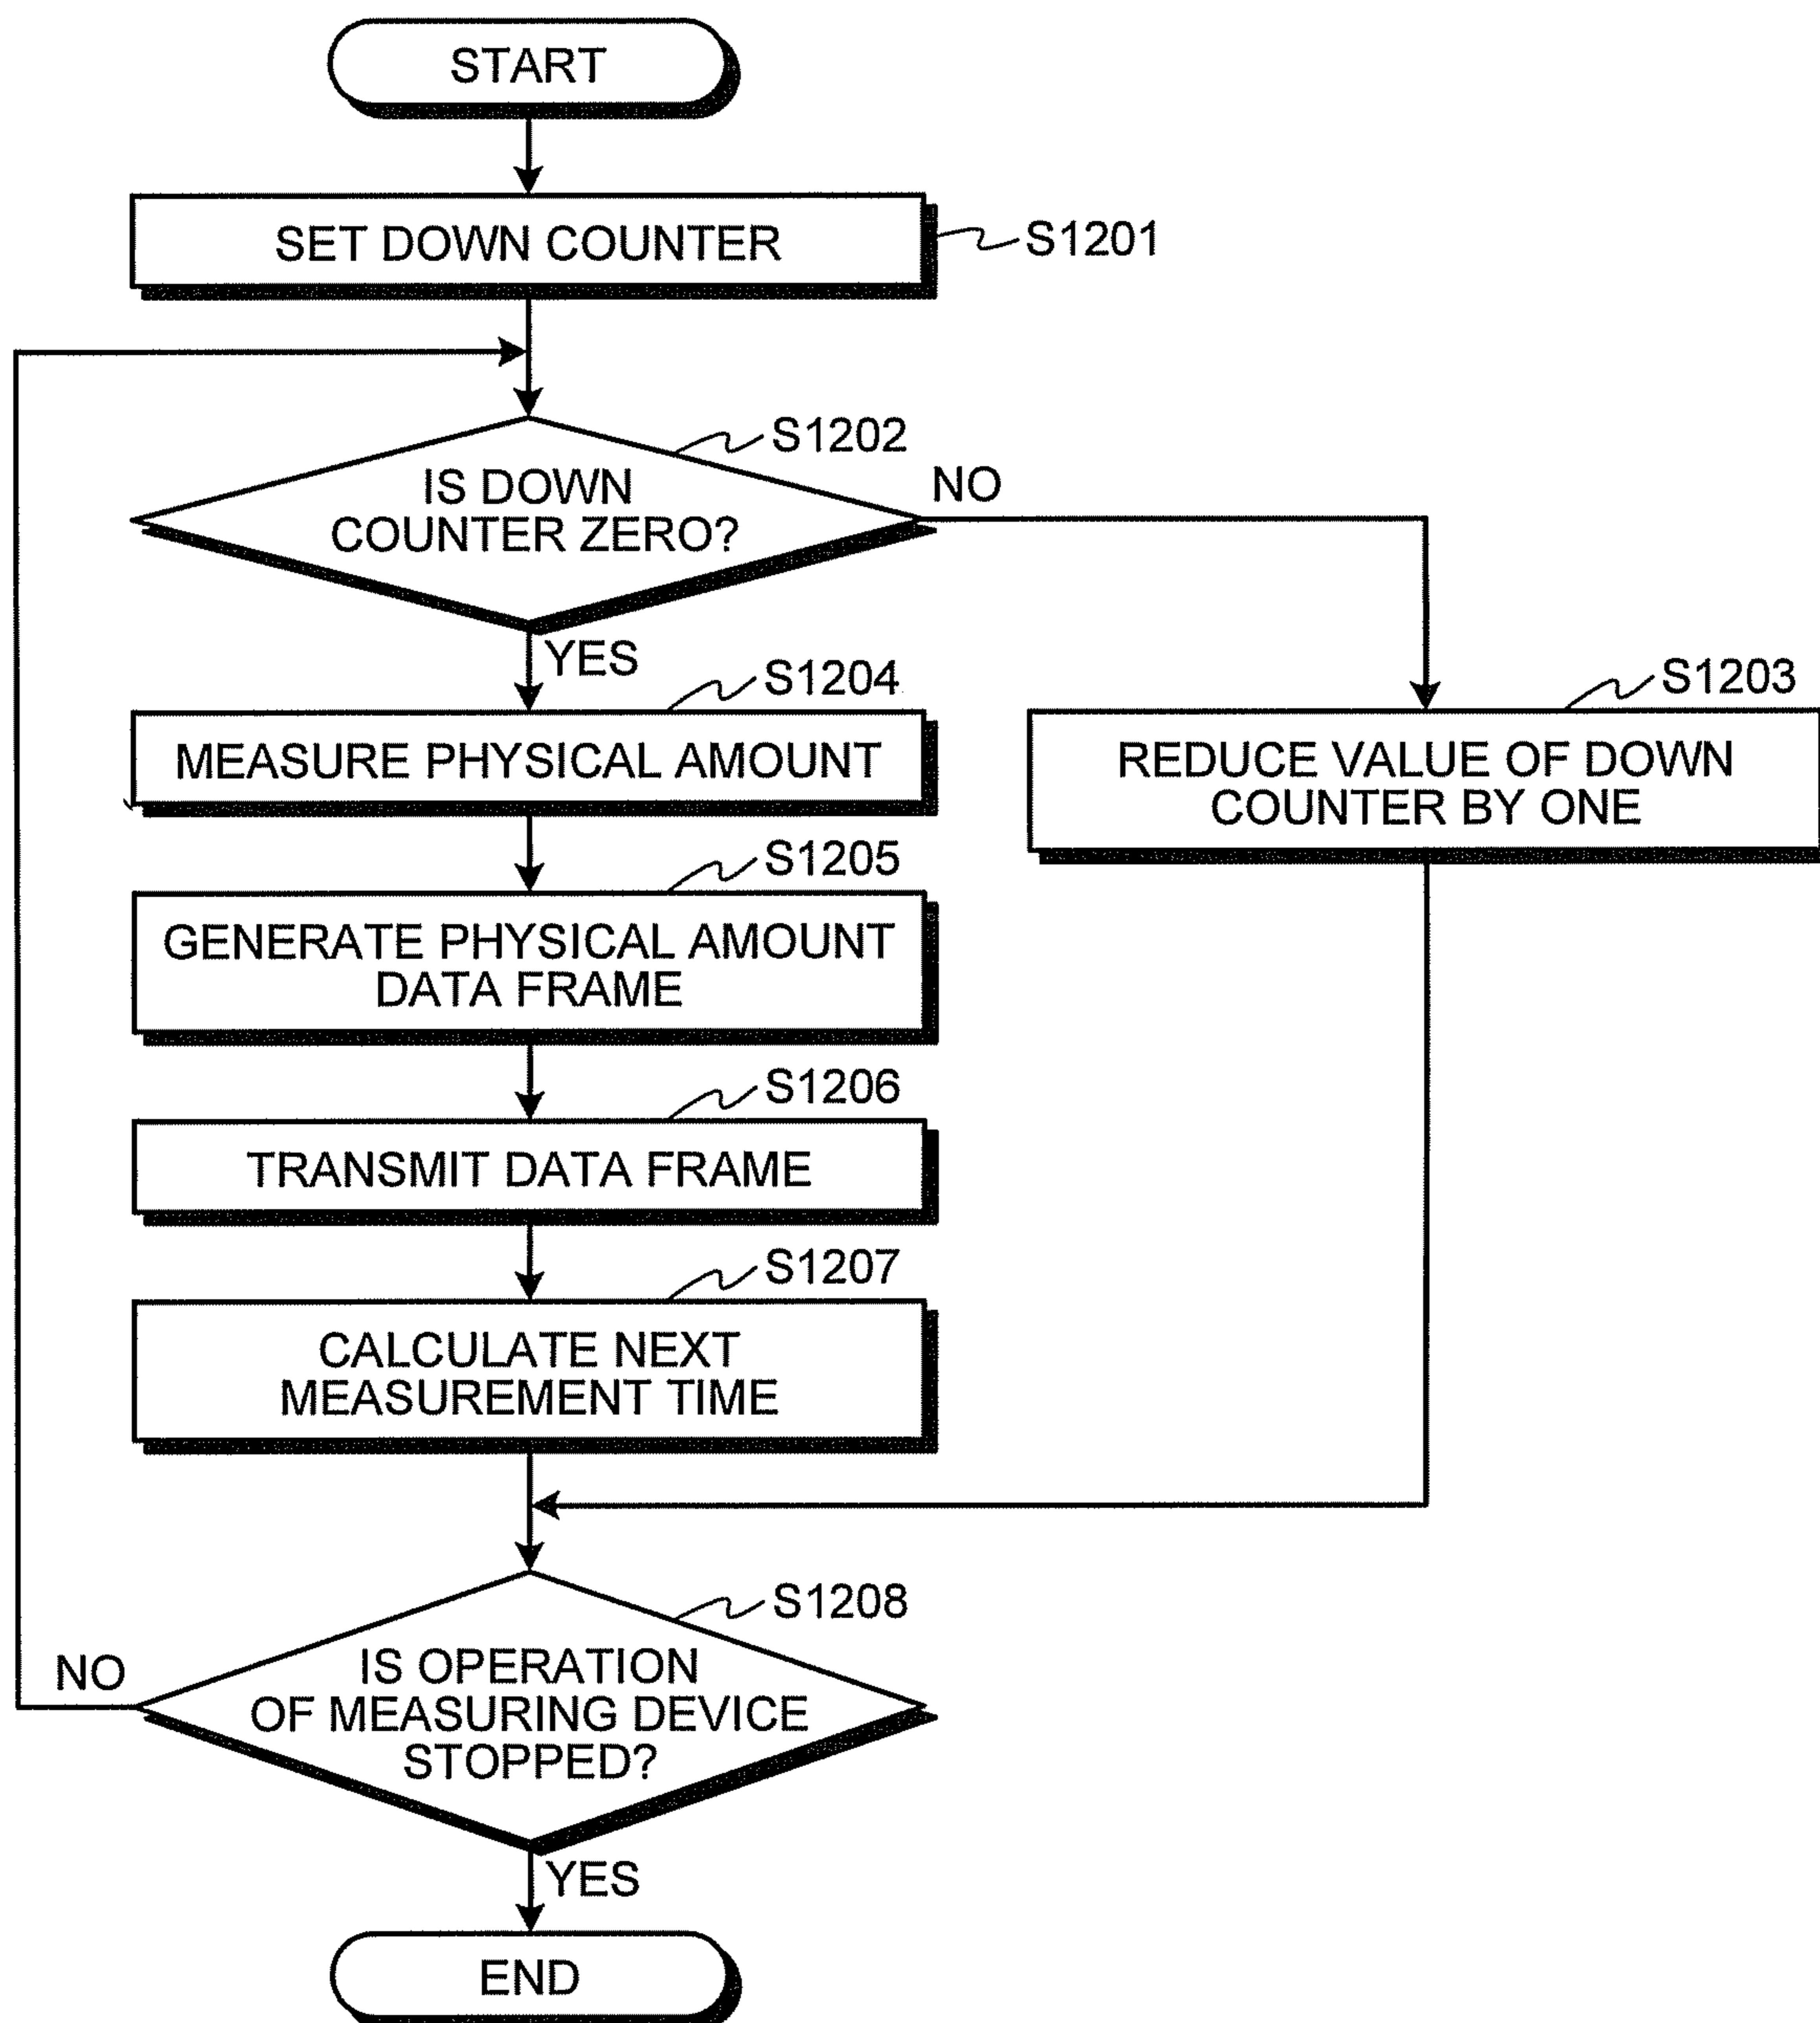 START
SET DOWN COUNTER
S1201
S1202
IS DOWN
COUNTER ZERO?
NO
YES
S1204
MEASURE PHYSICAL AMOUNT
S1203
REDUCE VALUE OF DOWN
COUNTER BY ONE
S1205
GENERATE PHYSICAL AMOUNT
DATA FRAME
S1206
TRANSMIT DATA FRAME
S1207
CALCULATE NEXT
MEASUREMENT TIME
S1208
IS OPERATION
OF MEASURING DEVICE
STOPPED?
NO
YES
END